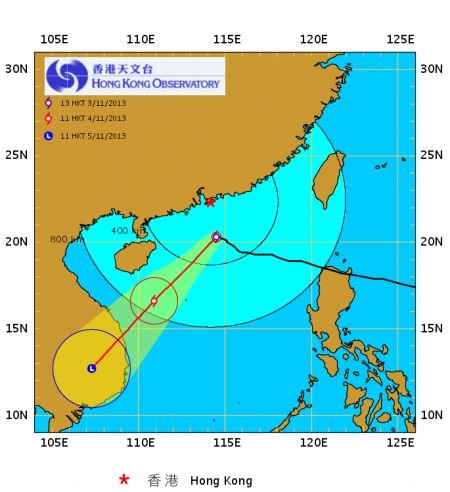 105E 110E 115E 120E 125E
香港天文台
HONG KONG OBSERVATORY
13 HKT 3/11/2013
11 HKT 4/11/2013
L 11 HKT 5/11/2013
30N 30N
25N 25N
400 km
800 km
20N 20N
15N 15N
L
10N 10N
105E 110E 115E 120E 125E
香港 Hong Kong